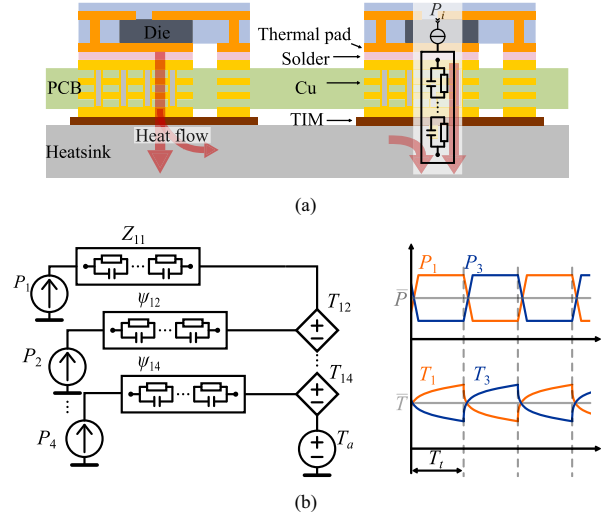 Die
Thermal pad
Solder
PCB
Cu
TIM
Heat flow
Heatsink
P_i
(a)
Z_11
P_1
ψ_12
P_2
T_12
ψ_14
P_4
T_14
T_a
P̅
P_1
P_3
T̅
T_1
T_3
T_t
(b)